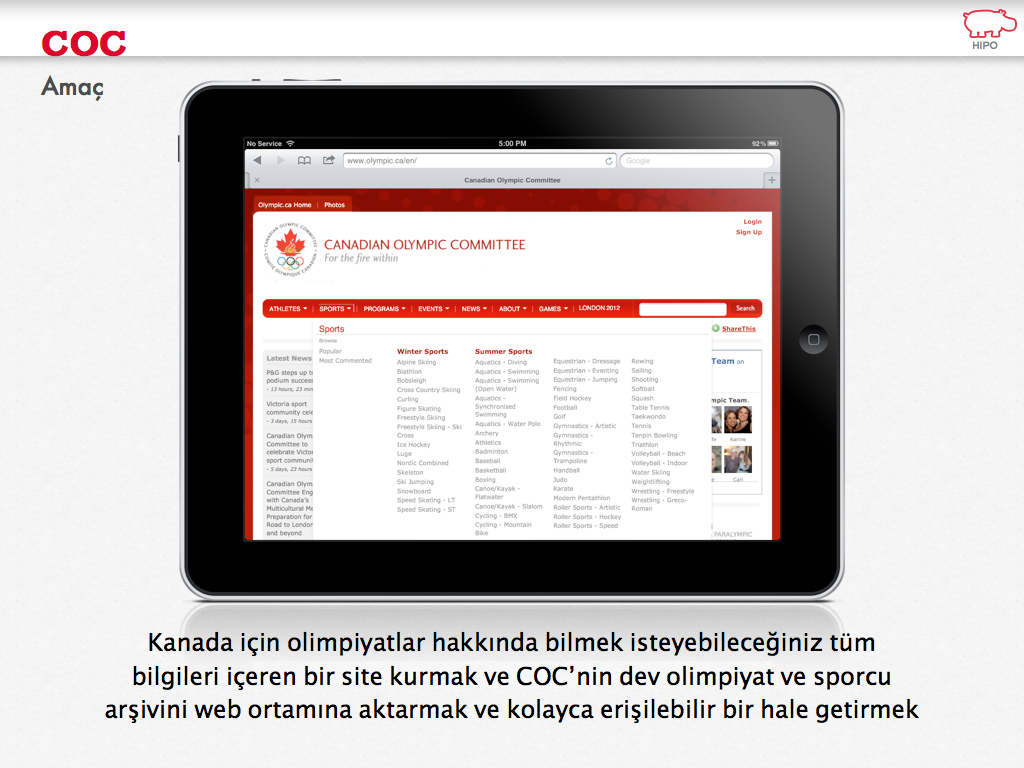 COC
HIPO
Amaç
No Service
5:00 PM
92%
www.olympic.ca/en/
Google
Canadian Olympic Committee
Olympic.ca Home | Photos
Login
Sign Up
CANADIAN OLYMPIC COMMITTEE
For the fire within
ATHLETES | SPORTS | PROGRAMS | EVENTS | NEWS | ABOUT | GAMES | LONDON 2012
Search
Sports
Browse
Popular
Most Commented
Winter Sports
Alpine Skiing
Biathlon
Bobsleigh
Cross Country Skiing
Curling
Figure Skating
Freestyle Skiing
Freestyle Skiing - Ski
Cross
Ice Hockey
Luge
Nordic Combined
Skeleton
Ski Jumping
Snowboard
Speed Skating - LT
Speed Skating - ST
Summer Sports
Aquatics - Diving
Aquatics - Swimming
Aquatics - Swimming
(Open Water)
Aquatics -
Synchronised
Swimming
Aquatics - Water Polo
Archery
Athletics
Badminton
Baseball
Basketball
Boxing
Canoe/Kayak -
Flatwater
Canoe/Kayak - Slalom
Cycling - BMX
Cycling - Mountain
Bike
Equestrian - Dressage
Equestrian - Eventing
Equestrian - Jumping
Fencing
Field Hockey
Football
Golf
Gymnastics - Artistic
Gymnastics -
Rhythmic
Gymnastics -
Trampoline
Handball
Judo
Karate
Modern Pentathlon
Roller Sports - Artistic
Roller Sports - Hockey
Roller Sports - Speed
Rowing
Sailing
Shooting
Softball
Squash
Table Tennis
Taekwondo
Tennis
Tenpin Bowling
Triathlon
Volleyball - Beach
Volleyball - Indoor
Water Skiing
Weightlifting
Wrestling - Freestyle
Wrestling - Greco-
Roman
ShareThis
Latest News
P&G steps up t
podium success
- 13 hours, 23 min
Victoria sport
community cele
- 3 days, 15 hours
Canadian Olym
Committee to
celebrate Victo
sport communi
- 5 days, 23 hours
Canadian Olym
Committee Eng
with Canada's
Multicultural Me
Preparation for
Road to London
and beyond
Team on
mpic Team.
Karine
Carl
PARALYMPIC
Kanada için olimpiyatlar hakkında bilmek isteyebileceğiniz tüm
bilgileri içeren bir site kurmak ve COC’nin dev olimpiyat ve sporcu
arşivini web ortamına aktarmak ve kolayca erişilebilir bir hale getirmek